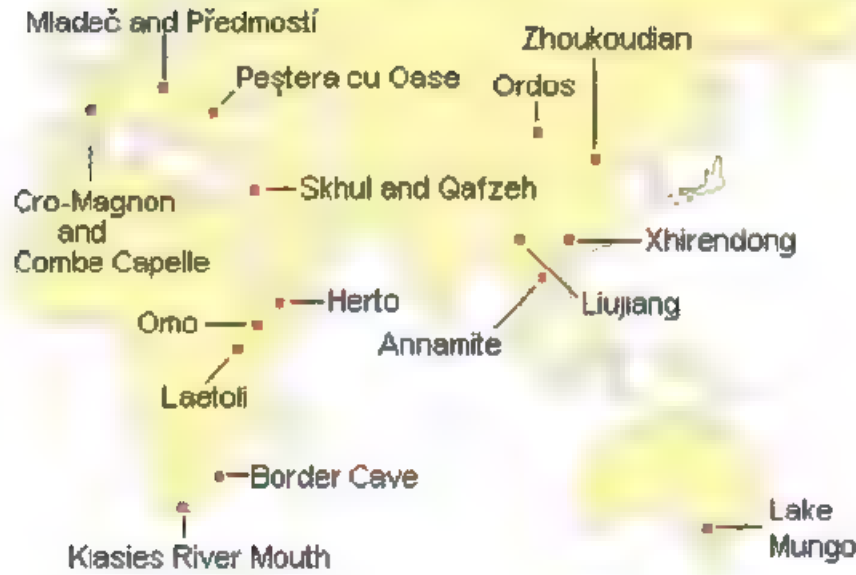 Mladeč and Předmostí
Zhoukoudian
Peştera cu Oase
Ordos
Skhul and Qafzeh
Cro-Magnon
and
Combe Capelle
Xhirendong
Herto
Liujiang
Omo
Annamite
Laetoli
Border Cave
Lake
Mungo
Klasies River Mouth